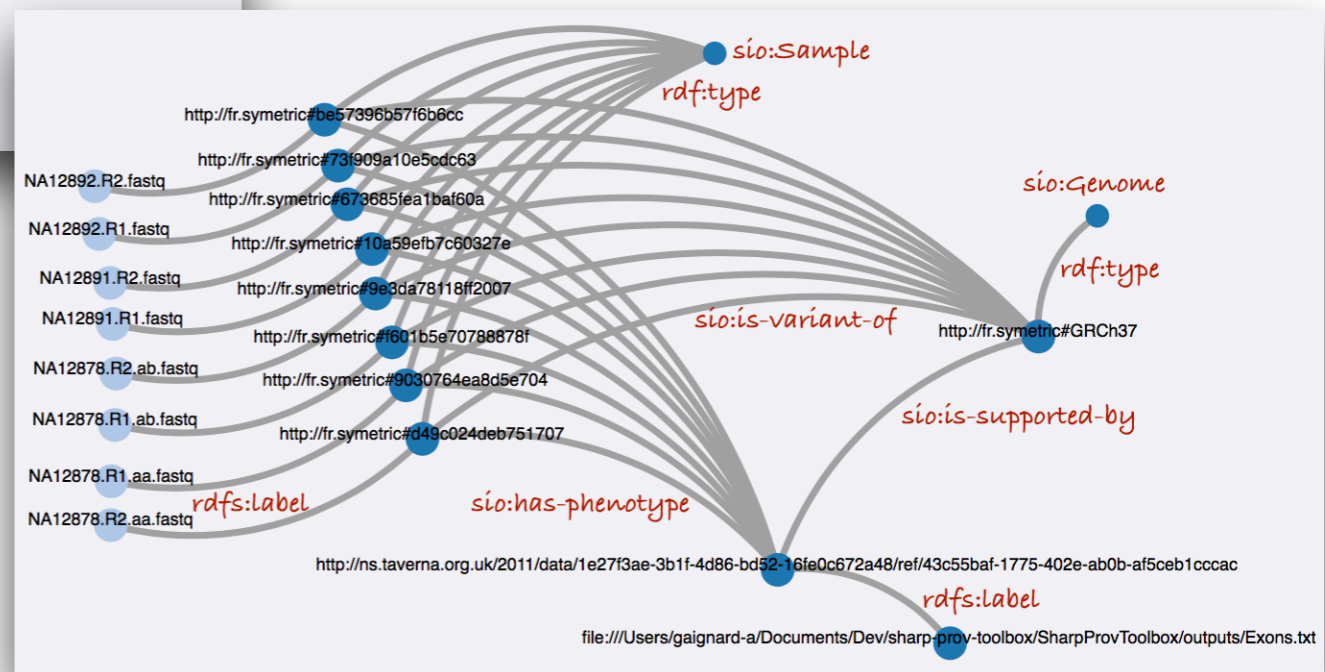 sio:Sample
rdf:type
http://fr.symetric#be57396b57f6b6cc
http://fr.symetric#73f909a10e5cdc63
NA12892.R2.fastq
sio:Genome
http://fr.symetric#673685fea1baf60a
NA12892.R1.fastq
http://fr.symetric#10a59efb7c60327e
rdf:type
NA12891.R2.fastq
http://fr.symetric#9e3da78118ff2007
NA12891.R1.fastq
sio:is-variant-of
http://fr.symetric#GRCh37
http://fr.symetric#f601b5e70788878f
NA12878.R2.ab.fastq
http://fr.symetric#9030764ea8d5e704
NA12878.R1.ab.fastq
sio:is-supported-by
http://fr.symetric#d49c024deb751707
NA12878.R1.aa.fastq
rdfs:label
sio:has-phenotype
NA12878.R2.aa.fastq
http://ns.taverna.org.uk/2011/data/1e27f3ae-3b1f-4d86-bd52-16fe0c672a48/ref/43c55baf-1775-402e-ab0b-af5ceb1cccac
rdfs:label
file:///Users/gaignard-a/Documents/Dev/sharp-prov-toolbox/SharpProvToolbox/outputs/Exons.txt